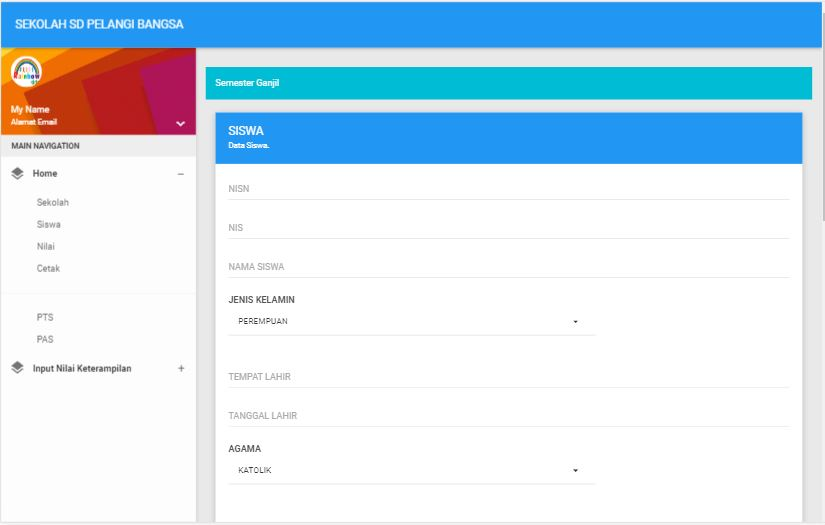 SEKOLAH SD PELANGI BANGSA
Rainbow
My Name
Alamat Email
MAIN NAVIGATION
Home
Sekolah
Siswa
Nilai
Cetak
PTS
PAS
Input Nilai Keterampilan
Semester Ganjil
SISWA
Data Siswa.
NISN
NIS
NAMA SISWA
JENIS KELAMIN
PEREMPUAN
TEMPAT LAHIR
TANGGAL LAHIR
AGAMA
KATOLIK